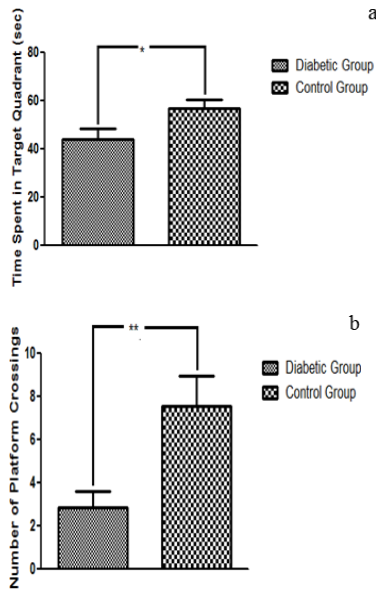 a
Time Spent in Target Quadrant (sec)
80
60
40
20
0
*
Diabetic Group
Control Group
b
Number of Platform Crossings
10
8
6
4
2
0
**
Diabetic Group
Control Group